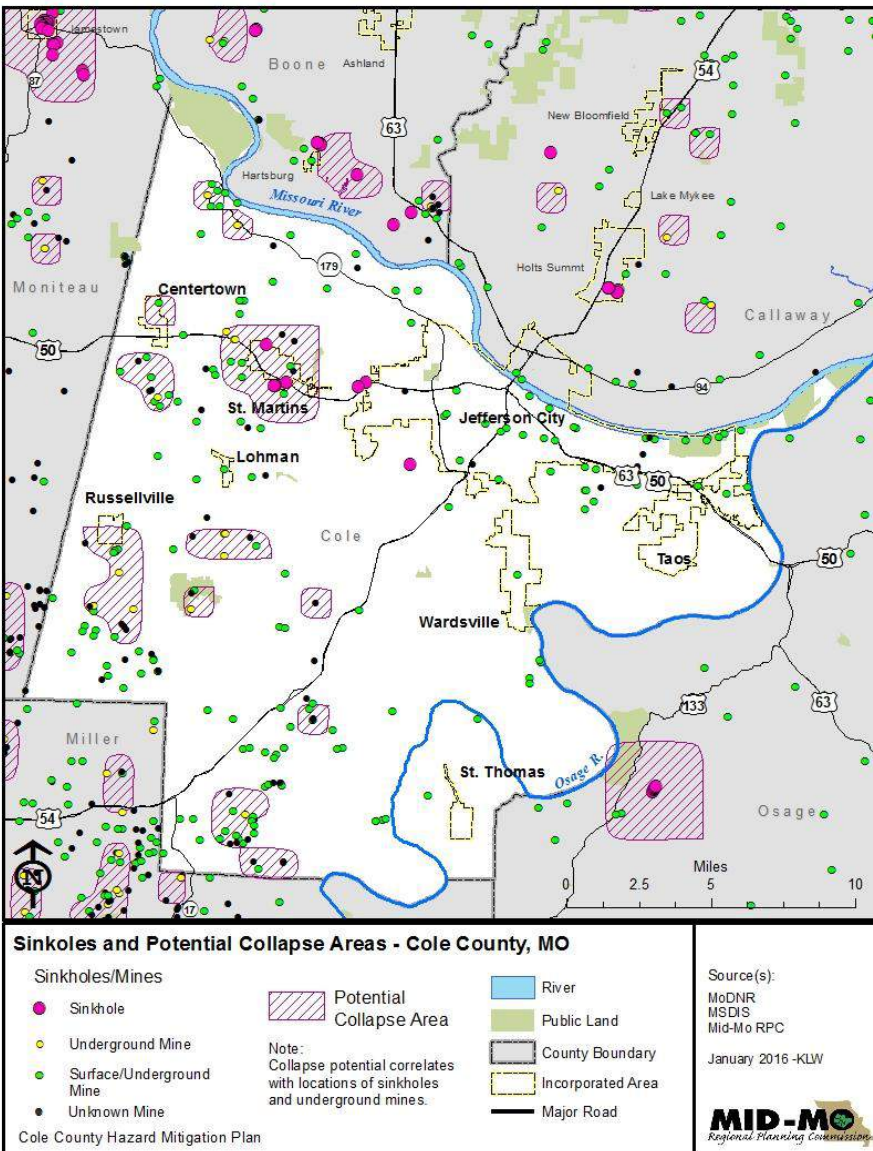 Jamestown
87
Boone
Ashland
54
63
New Bloomfield
Hartsburg
Missouri River
Lake Mykee
179
Holts Summt
Moniteau
Centertown
Callaway
50
94
St. Martins
Jefferson City
Lohman
63
50
Russellville
Cole
Taos
50
Wardsville
133
63
Miller
St. Thomas
Osage R.
Osage
54
N
Miles
17
0 2.5 5 10
Sinkoles and Potential Collapse Areas - Cole County, MO
Sinkholes/Mines
Sinkhole
Underground Mine
Surface/Underground
Mine
Unknown Mine
Potential
Collapse Area
Note:
Collapse potential correlates
with locations of sinkholes
and underground mines.
River
Public Land
County Boundary
Incorporated Area
Major Road
Source(s):
MoDNR
MSDIS
Mid-Mo RPC
January 2016 -KLW
Cole County Hazard Mitigation Plan
MID-MO
Regional Planning Commission